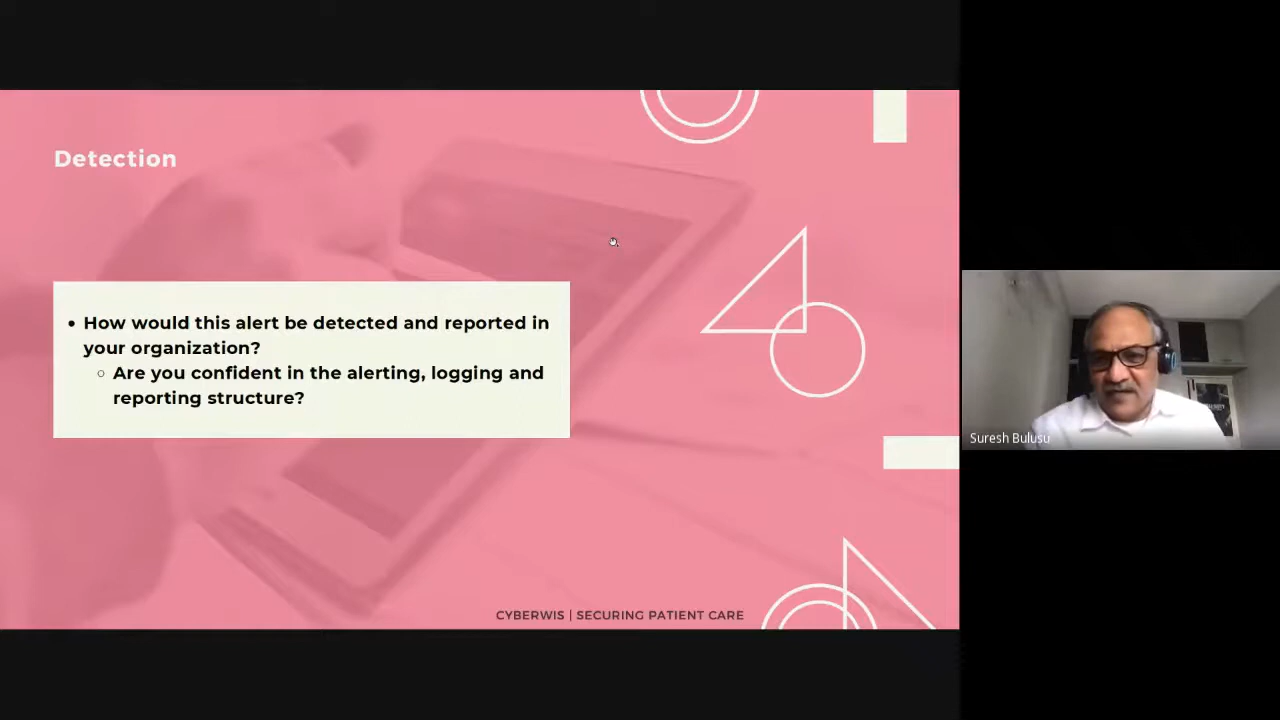 Detection
• How would this alert be detected and reported in
your organization?
○ Are you confident in the alerting, logging and
reporting structure?
CYBERWIS | SECURING PATIENT CARE
Suresh Bulusu